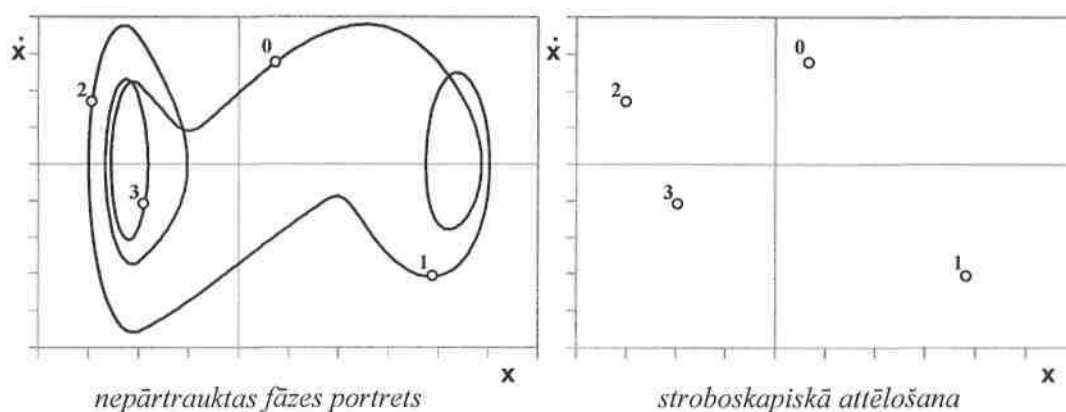 ẋ
0
2
3
1
x
nepārtrauktas fāzes portrets
ẋ
0
2
3
1
x
stroboskapiskā attēlošana